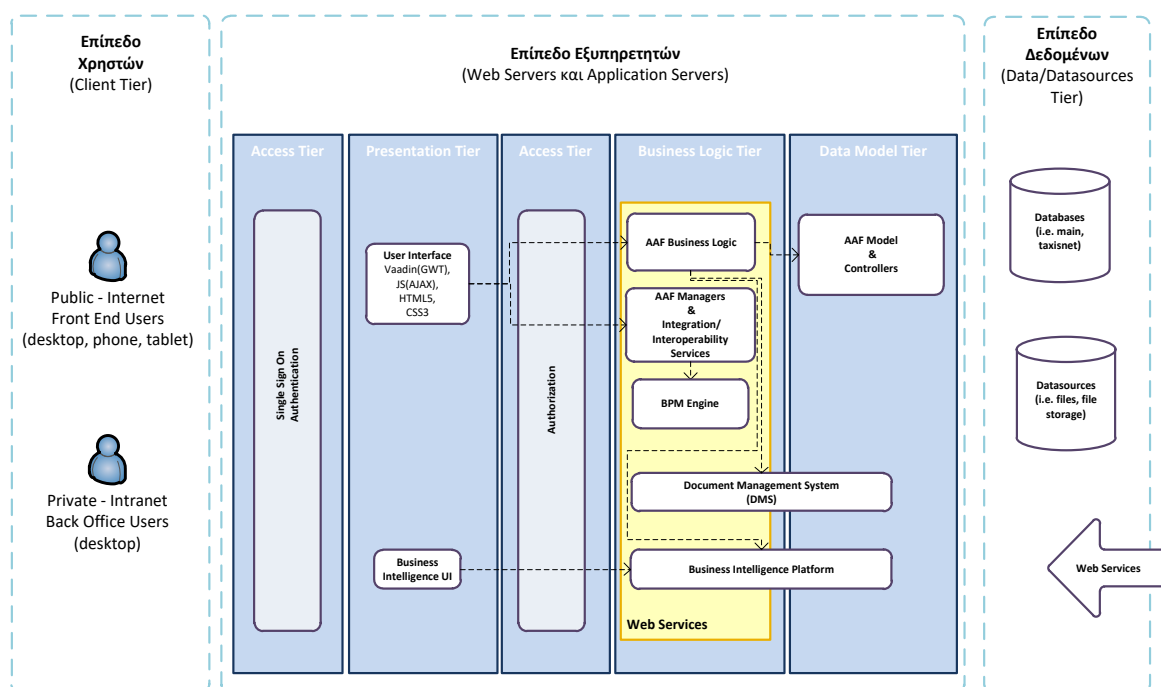 Επίπεδο
Χρηστών
(Client Tier)
Public - Internet
Front End Users
(desktop, phone, tablet)
Private - Intranet
Back Office Users
(desktop)
Επίπεδο Εξυπηρετητών
(Web Servers και Application Servers)
Access Tier
Single Sign On
Authentication
Presentation Tier
User Interface
Vaadin(GWT),
JS(AJAX),
HTML5,
CSS3
Business
Intelligence UI
Access Tier
Authorization
Business Logic Tier
AAF Business Logic
AAF Managers
&
Integration/
Interoperability
Services
BPM Engine
Document Management System
(DMS)
Business Intelligence Platform
Web Services
Data Model Tier
AAF Model
&
Controllers
Επίπεδο
Δεδομένων
(Data/Datasources
Tier)
Databases
(i.e. main,
taxisnet)
Datasources
(i.e. files, file
storage)
Web Services